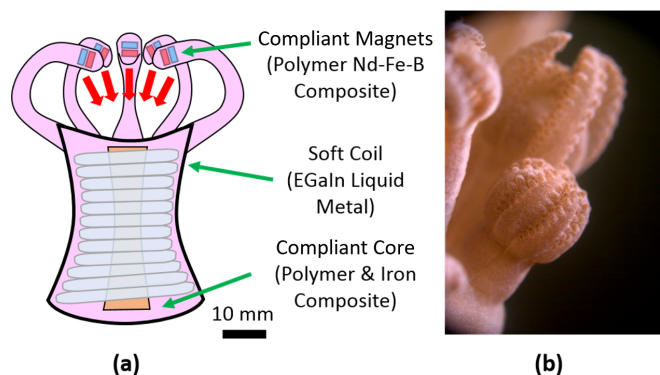 Compliant Magnets
(Polymer Nd-Fe-B
Composite)
Soft Coil
(EGaIn Liquid
Metal)
Compliant Core
(Polymer & Iron
Composite)
10 mm
(a)
(b)